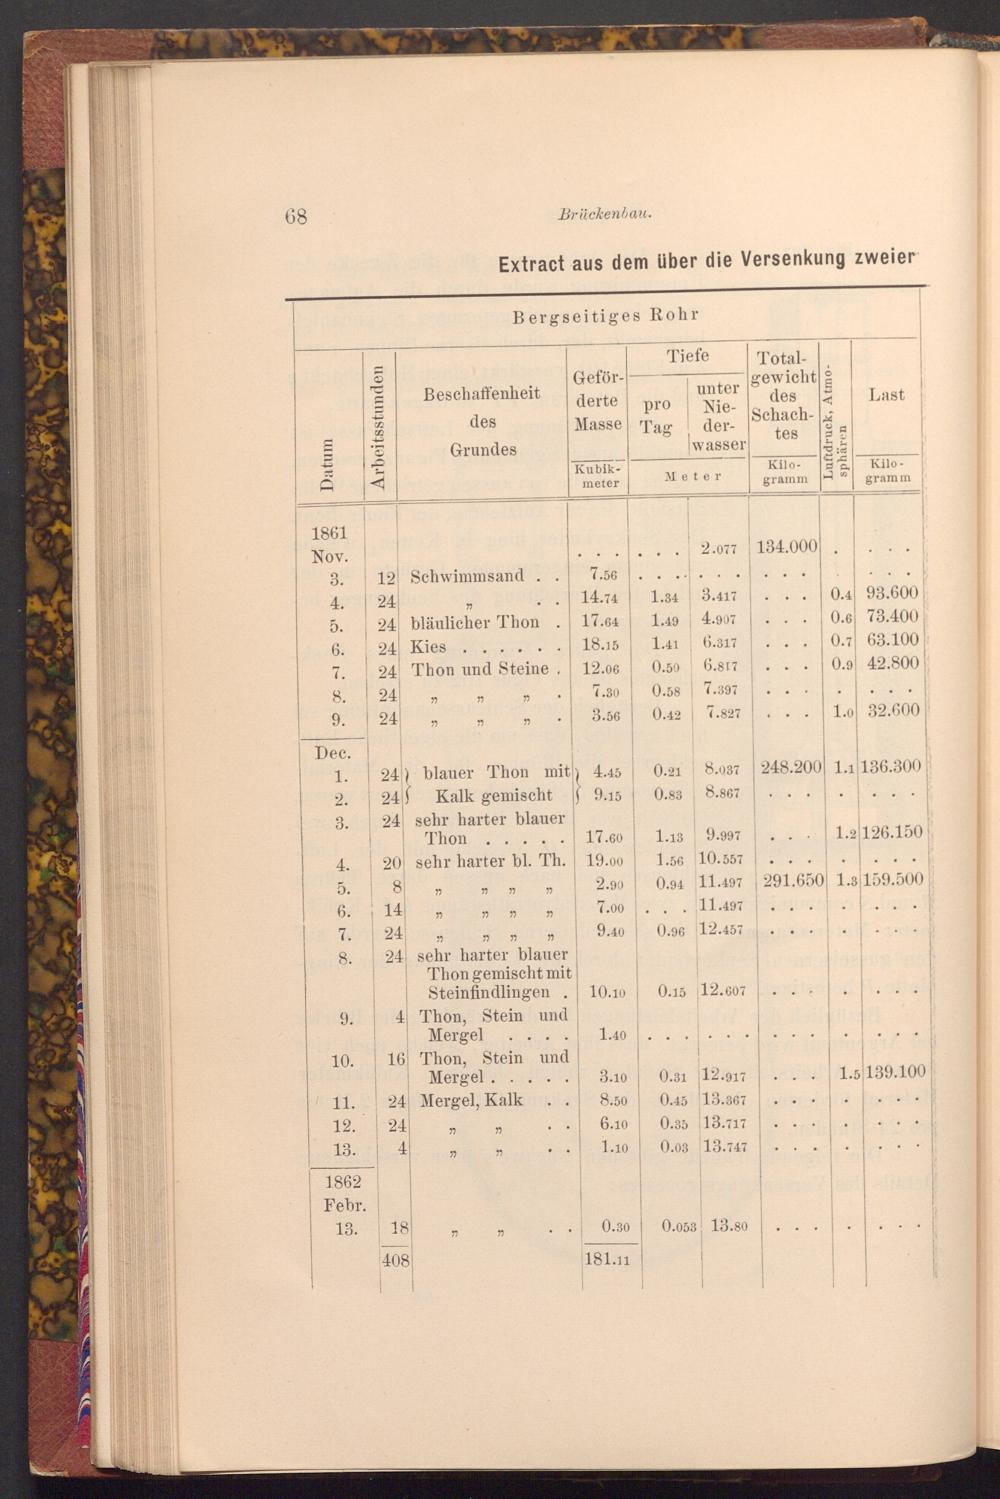 68 Brückenbau.
Extract aus dem über die Versenkung zweier
Bergseitiges Rohr
Datum | Arbeitsstunden | Beschaffenheit des Grundes | Geförderte Masse | Tiefe | Totalgewicht des Schachtes | Luftdruck, Atmosphären | Last
pro Tag | unter Niederwasser
Kubikmeter | Meter | Kilogramm | Kilogramm
1861
Nov. . . . . . . 2.077 134.000 . . . .
3. 12 Schwimmsand . . 7.56 . . . . . . . . . . . . .
4. 24 „ . . 14.74 1.34 3.417 . . . 0.4 93.600
5. 24 bläulicher Thon . 17.64 1.49 4.907 . . . 0.6 73.400
6. 24 Kies . . . . . . 18.15 1.41 6.317 . . . 0.7 63.100
7. 24 Thon und Steine . 12.06 0.50 6.817 . . . 0.9 42.800
8. 24 „ „ „ . 7.30 0.58 7.397 . . . . . . .
9. 24 „ „ „ . 3.56 0.42 7.827 . . . 1.0 32.600
Dec.
1. 24 } blauer Thon mit } 4.45 0.21 8.037 248.200 1.1 136.300
2. 24 } Kalk gemischt } 9.15 0.83 8.867 . . . . . . .
3. 24 sehr harter blauer
Thon . . . . . 17.60 1.13 9.997 . . . 1.2 126.150
4. 20 sehr harter bl. Th. 19.00 1.56 10.557 . . . . . . .
5. 8 „ „ „ „ 2.90 0.94 11.497 291.650 1.3 159.500
6. 14 „ „ „ „ 7.00 . . . 11.497 . . . . . . .
7. 24 „ „ „ „ 9.40 0.96 12.457 . . . . . . .
8. 24 sehr harter blauer
Thon gemischt mit
Steinfindlingen . 10.10 0.15 12.607 . . . . . . .
9. 4 Thon, Stein und
Mergel . . . . 1.40 . . . . . . . . . . . . .
10. 16 Thon, Stein und
Mergel . . . . . 3.10 0.31 12.917 . . . 1.5 139.100
11. 24 Mergel, Kalk . . 8.50 0.45 13.367 . . . . . . .
12. 24 „ „ . . 6.10 0.35 13.717 . . . . . . .
13. 4 „ „ . . 1.10 0.03 13.747 . . . . . . .
1862
Febr.
13. 18 „ „ . . 0.30 0.053 13.80 . . . . . . .
408 181.11